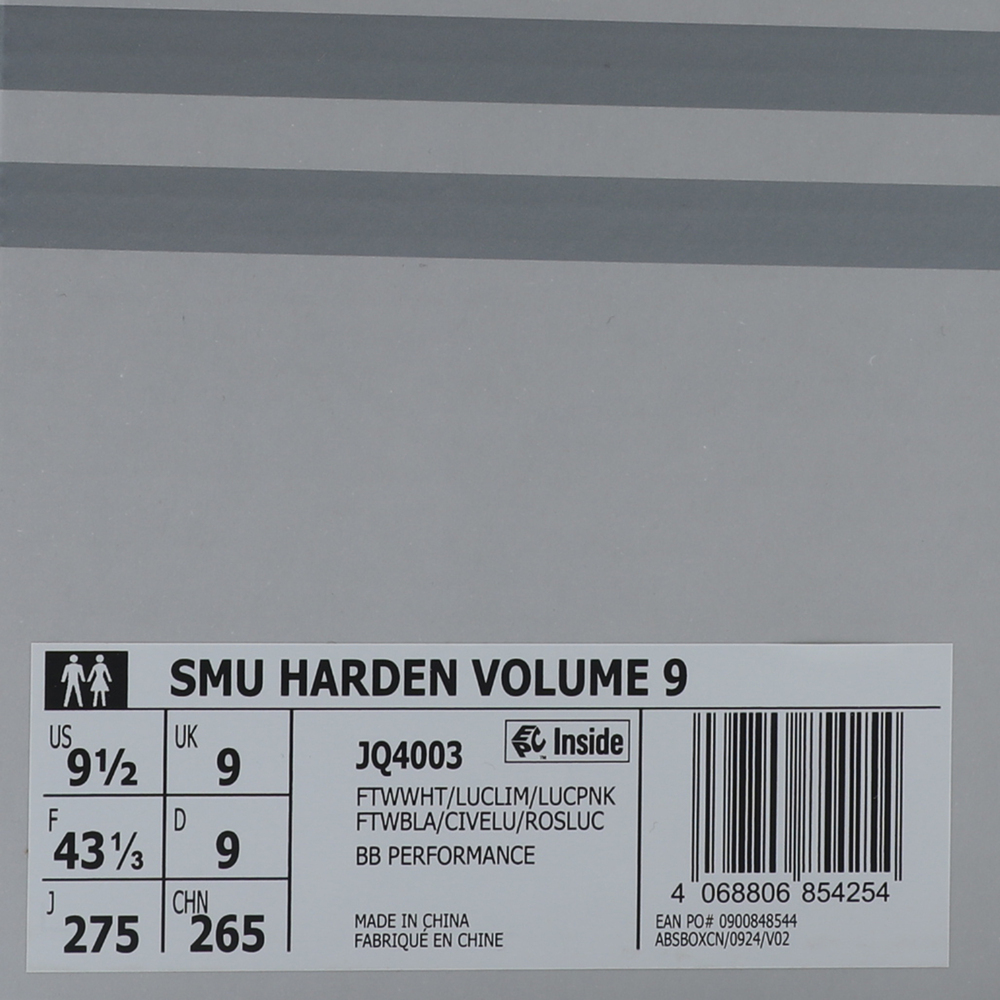 SMU HARDEN VOLUME 9
US 9½
UK 9
F 43⅓
D 9
J 275
CHN 265
JQ4003
Inside
™
FTWWHT/LUCLIM/LUCPNK
FTWBLA/CIVELU/ROSLUC
BB PERFORMANCE
MADE IN CHINA
FABRIQUÉ EN CHINE
4 068806 854254
EAN PO# 0900848544
ABSBOXCN/0924/V02